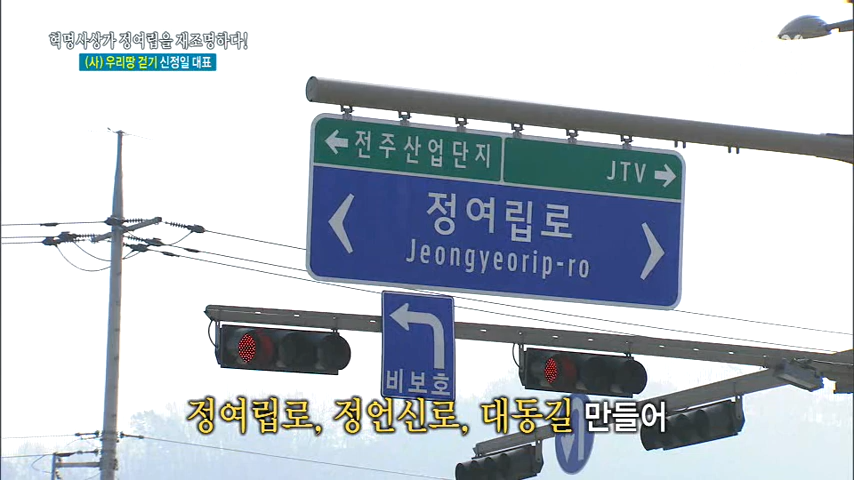 혁명사상가 정여립을 재조명하다!
(사) 우리땅 걷기 신정일 대표
전주산업단지
JTV
정여립로
Jeongyeorip-ro
비보호
정여립로, 정언신로, 대동길 만들어